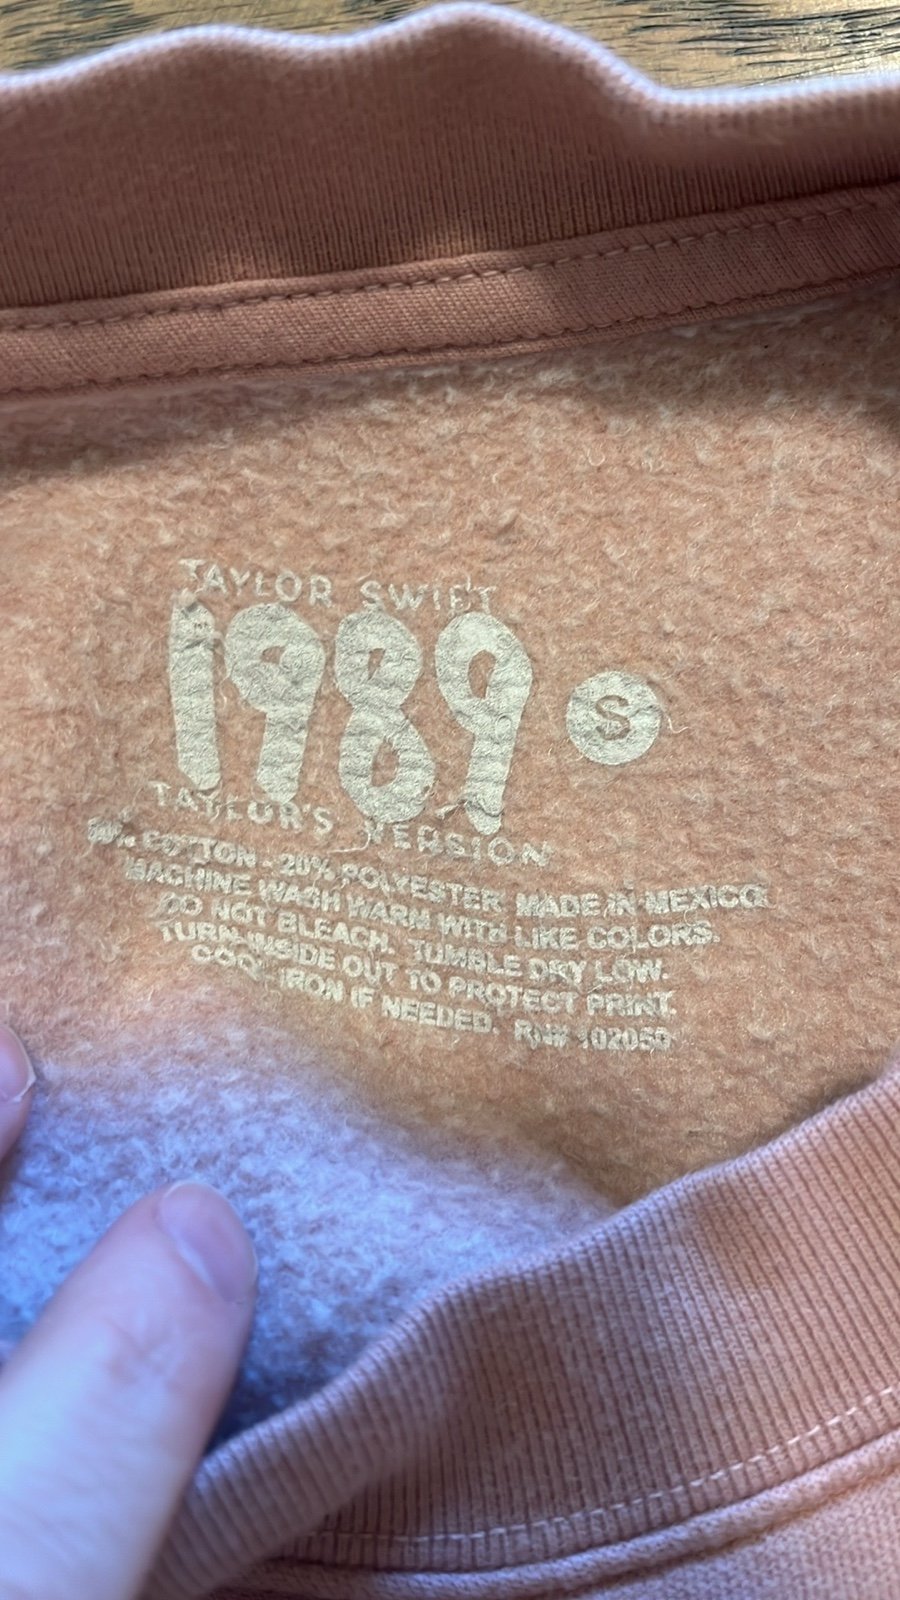 TAYLOR SWIFT
1989
S
TAYLOR'S VERSION
80% COTTON - 20% POLYESTER MADE IN MEXICO.
MACHINE WASH WARM WITH LIKE COLORS.
DO NOT BLEACH. TUMBLE DRY LOW.
TURN INSIDE OUT TO PROTECT PRINT.
COOL IRON IF NEEDED. RN# 102050